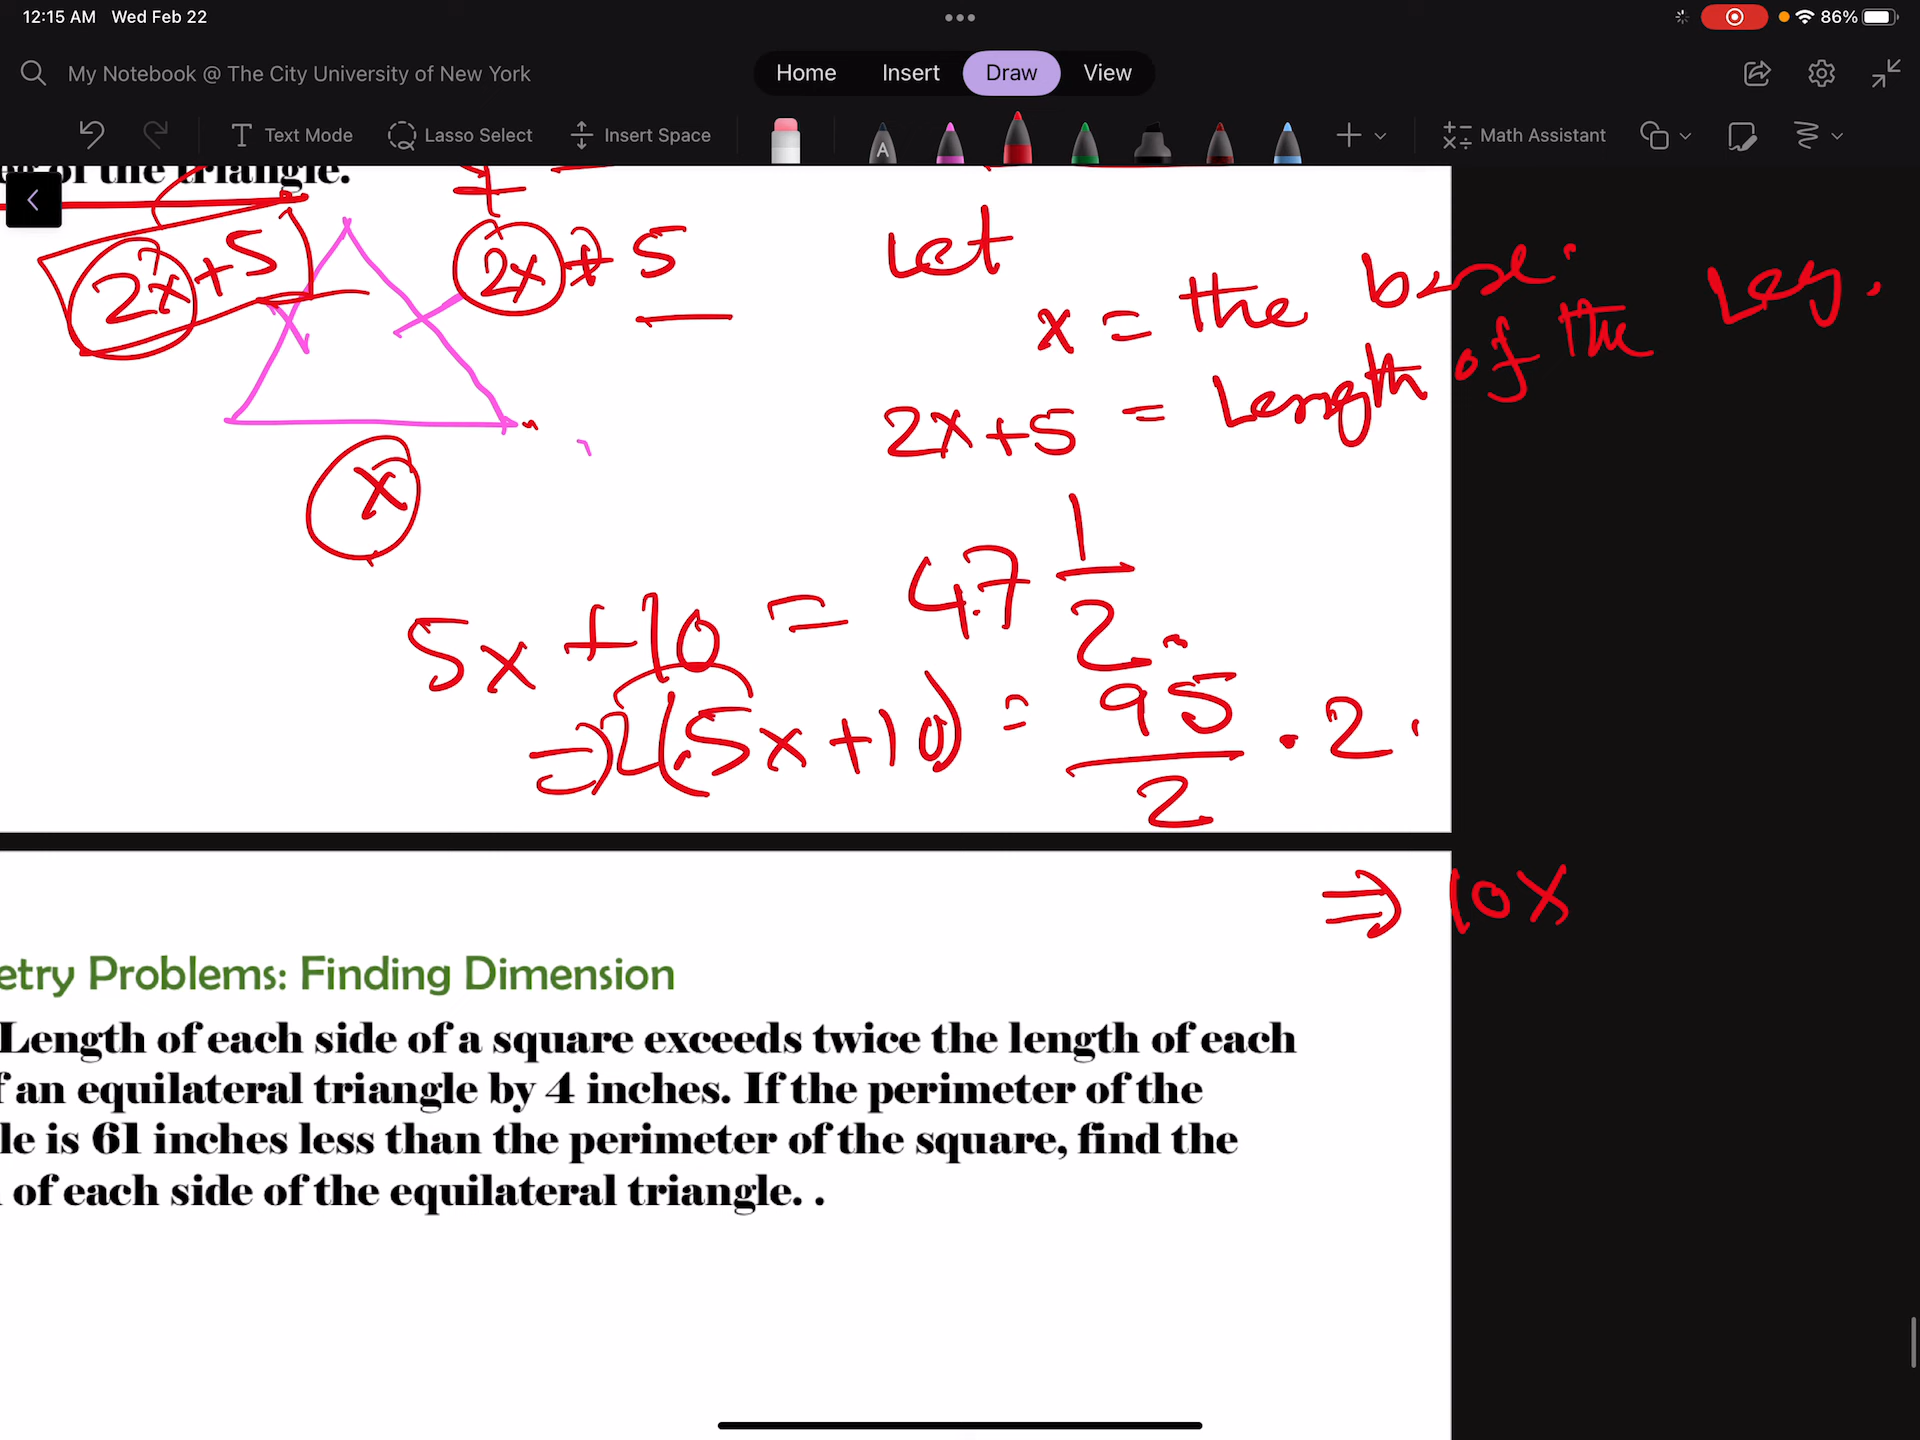 12:15 AM Wed Feb 22
86%
My Notebook @ The City University of New York
Home Insert Draw View
Text Mode Lasso Select Insert Space A Math Assistant
of the triangle.
2x+5
2x + 5
x
Let
x = the base.
2x+5 = Length of the Leg.
5x + 10 = 47 1/2.
⇒ 2(5x+10) = 95/2 . 2.
⇒ 10x
etry Problems: Finding Dimension
Length of each side of a square exceeds twice the length of each
f an equilateral triangle by 4 inches. If the perimeter of the
le is 61 inches less than the perimeter of the square, find the
of each side of the equilateral triangle. .